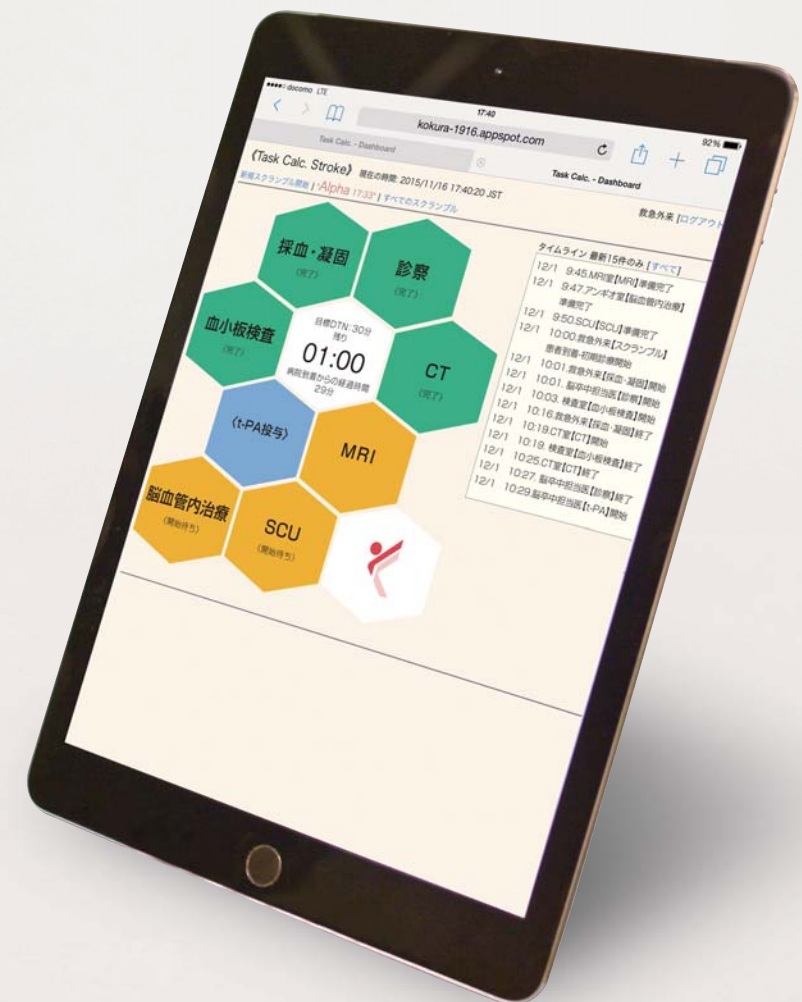 docomo LTE
17:40
92%
kokura-1916.appspot.com
Task Calc. - Dashboard
Task Calc. - Dashboard
《Task Calc. Stroke》 現在の時間: 2015/11/16 17:40:20 JST
救急外来 [ログアウト
新規スクランブル開始 | "Alpha 17:33" | すべてのスクランブル
採血・凝固
(完了)
診察
(完了)
血小板検査
(完了)
目標DTN: 30分
残り
01:00
病院到着からの経過時間
29分
CT
(完了)
〈t-PA投与〉
MRI
脳血管内治療
(開始待ち)
SCU
(開始待ち)
タイムライン 最新15件のみ [すべて]
12/1 9:45.MRI室【MRI】準備完了
12/1 9:47.アンギオ室【脳血管内治療】
準備完了
12/1 9:50.SCU【SCU】準備完了
12/1 10:00.救急外来【スクランブル】
患者到着・初期診療開始
12/1 10:01.救急外来【採血・凝固】開始
12/1 10:01. 脳卒中担当医【診察】開始
12/1 10:03. 検査室【血小板検査】開始
12/1 10:16.救急外来【採血・凝固】終了
12/1 10:19.CT室【CT】開始
12/1 10:19. 検査室【血小板検査】終了
12/1 10:25.CT室【CT】終了
12/1 10:27. 脳卒中担当医【診察】終了
12/1 10:29.脳卒中担当医【t-PA】開始